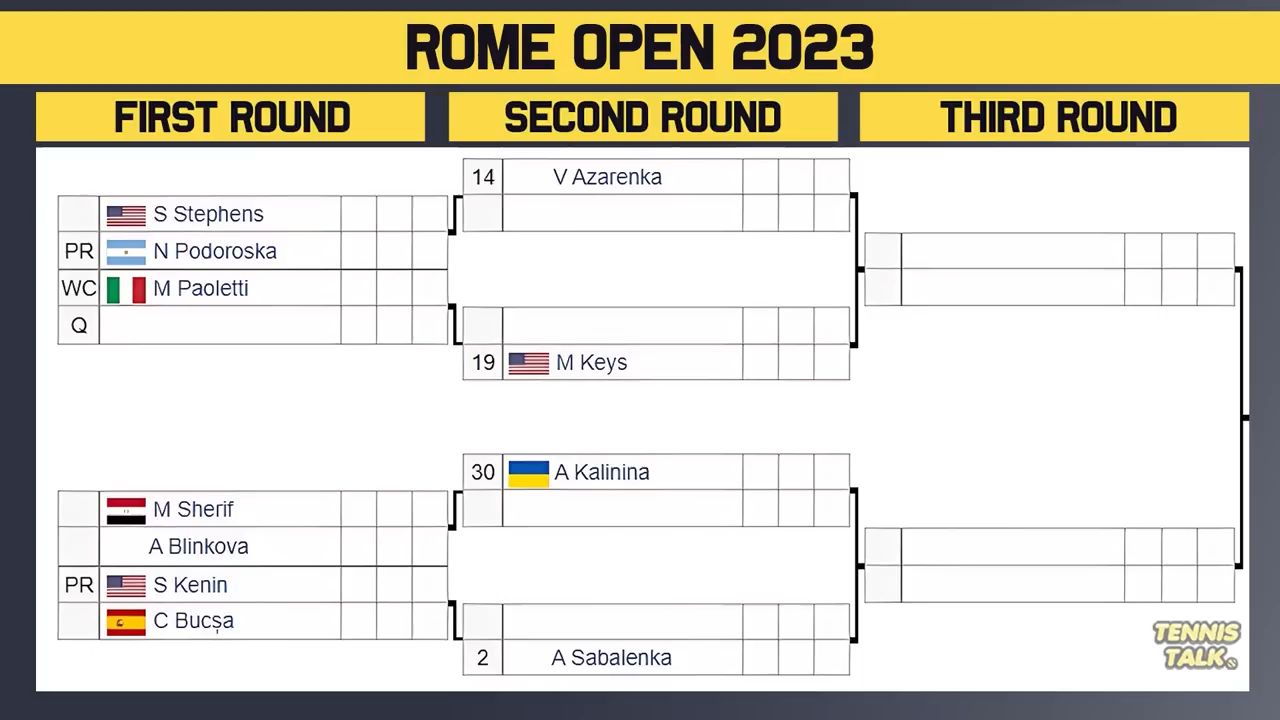 ROME OPEN 2023
FIRST ROUND
SECOND ROUND
THIRD ROUND
14 V Azarenka
S Stephens
PR N Podoroska
WC M Paoletti
Q
19 M Keys
30 A Kalinina
M Sherif
A Blinkova
PR S Kenin
C Bucșa
2 A Sabalenka
TENNIS
TALK